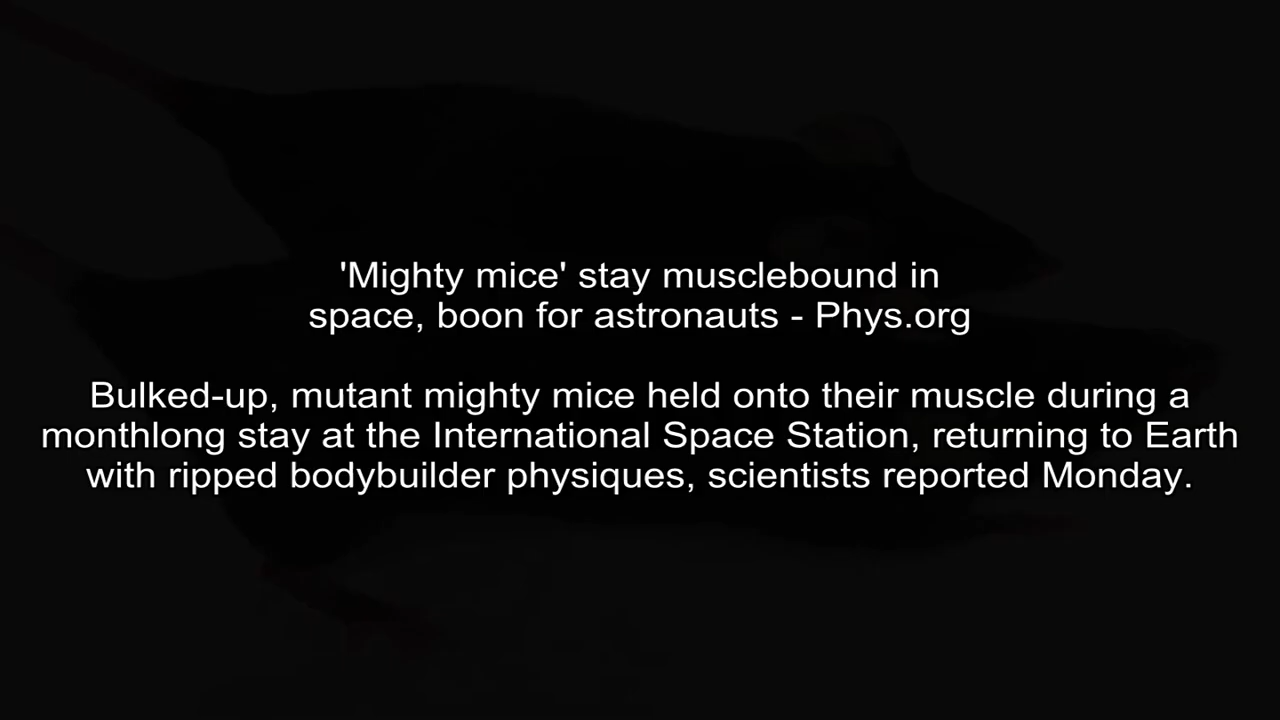 'Mighty mice' stay musclebound in
space, boon for astronauts - Phys.org
Bulked-up, mutant mighty mice held onto their muscle during a
monthlong stay at the International Space Station, returning to Earth
with ripped bodybuilder physiques, scientists reported Monday.